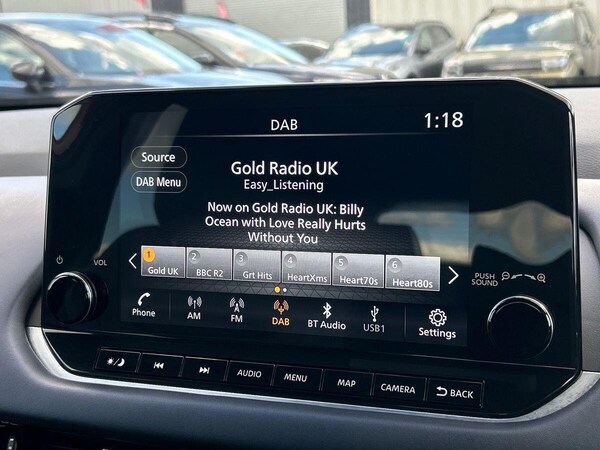 DAB
1:18
Source
DAB Menu
Gold Radio UK
Easy_Listening
Now on Gold Radio UK: Billy
Ocean with Love Really Hurts
Without You
1 2 3 4 5 6
Gold UK BBC R2 Grt Hits HeartXms Heart70s Heart80s
VOL
PUSH
SOUND
Phone AM FM DAB BT Audio USB1 Settings
AUDIO MENU MAP CAMERA BACK